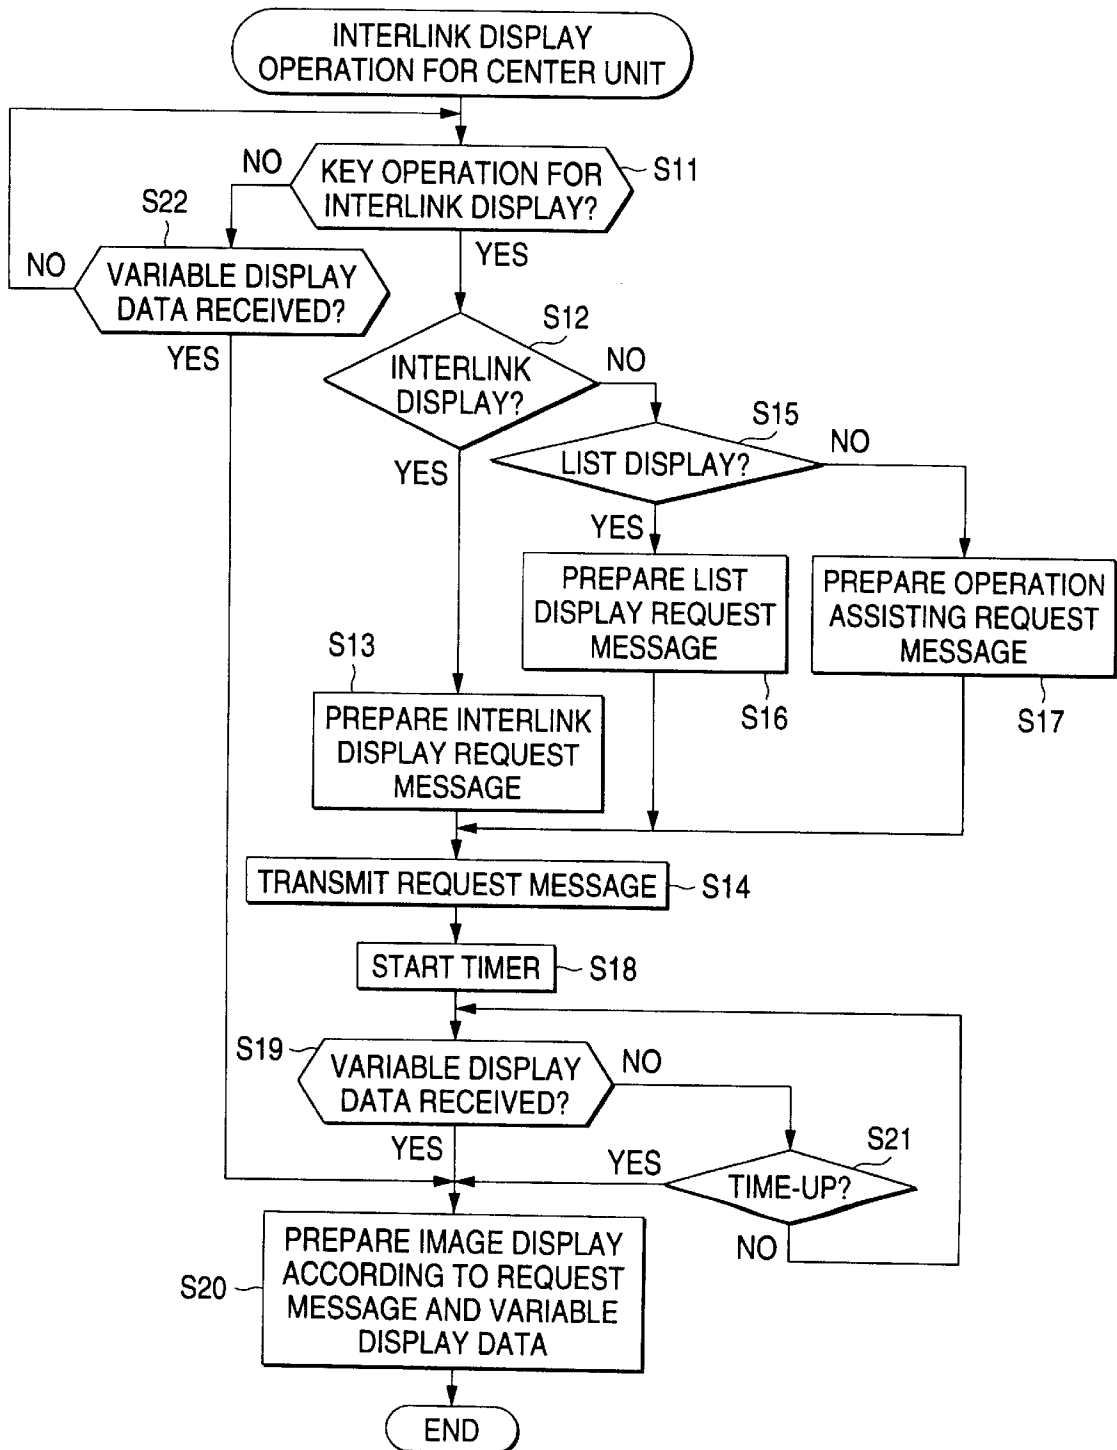 INTERLINK DISPLAY
OPERATION FOR CENTER UNIT
NO
KEY OPERATION FOR
INTERLINK DISPLAY?
S11
YES
S22
NO
VARIABLE DISPLAY
DATA RECEIVED?
YES
S12
INTERLINK
DISPLAY?
NO
YES
S15
LIST DISPLAY?
NO
YES
PREPARE LIST
DISPLAY REQUEST
MESSAGE
S16
PREPARE OPERATION
ASSISTING REQUEST
MESSAGE
S17
S13
PREPARE INTERLINK
DISPLAY REQUEST
MESSAGE
TRANSMIT REQUEST MESSAGE
S14
START TIMER
S18
S19
VARIABLE DISPLAY
DATA RECEIVED?
NO
YES
S21
TIME-UP?
YES
NO
S20
PREPARE IMAGE DISPLAY
ACCORDING TO REQUEST
MESSAGE AND VARIABLE
DISPLAY DATA
END